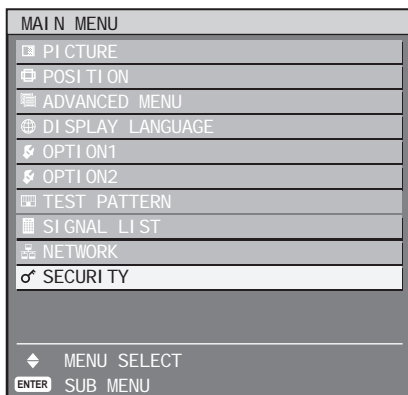 MAIN MENU
PICTURE
POSITION
ADVANCED MENU
DISPLAY LANGUAGE
OPTION1
OPTION2
TEST PATTERN
SIGNAL LIST
NETWORK
SECURITY
MENU SELECT
ENTER SUB MENU